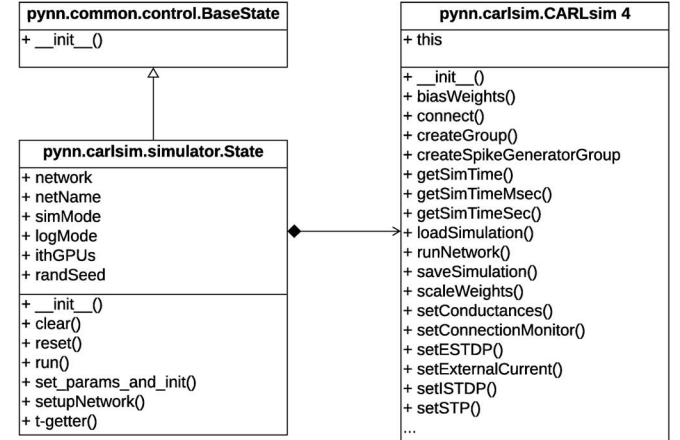 pynn.common.control.BaseState
+ __init__()
pynn.carlsim.simulator.State
+ network
+ netName
+ simMode
+ logMode
+ ithGPUs
+ randSeed
+ __init__()
+ clear()
+ reset()
+ run()
+ set_params_and_init()
+ setupNetwork()
+ t-getter()
pynn.carlsim.CARLsim 4
+ this
+ __init__()
+ biasWeights()
+ connect()
+ createGroup()
+ createSpikeGeneratorGroup
+ getSimTime()
+ getSimTimeMsec()
+ getSimTimeSec()
+ loadSimulation()
+ runNetwork()
+ saveSimulation()
+ scaleWeights()
+ setConductances()
+ setConnectionMonitor()
+ setESTDP()
+ setExternalCurrent()
+ setISTDP()
+ setSTP()
...